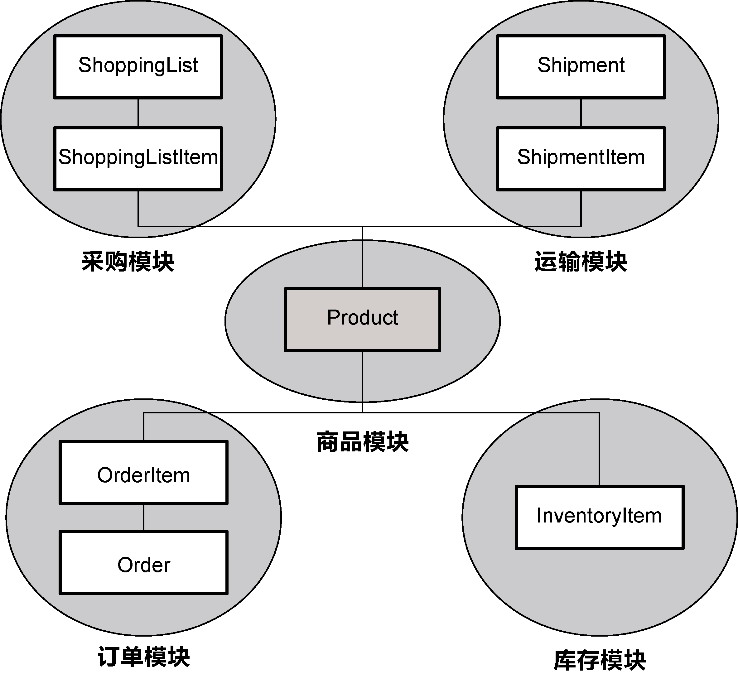 ShoppingList
ShoppingListItem
采购模块
Shipment
ShipmentItem
运输模块
Product
商品模块
OrderItem
Order
订单模块
InventoryItem
库存模块